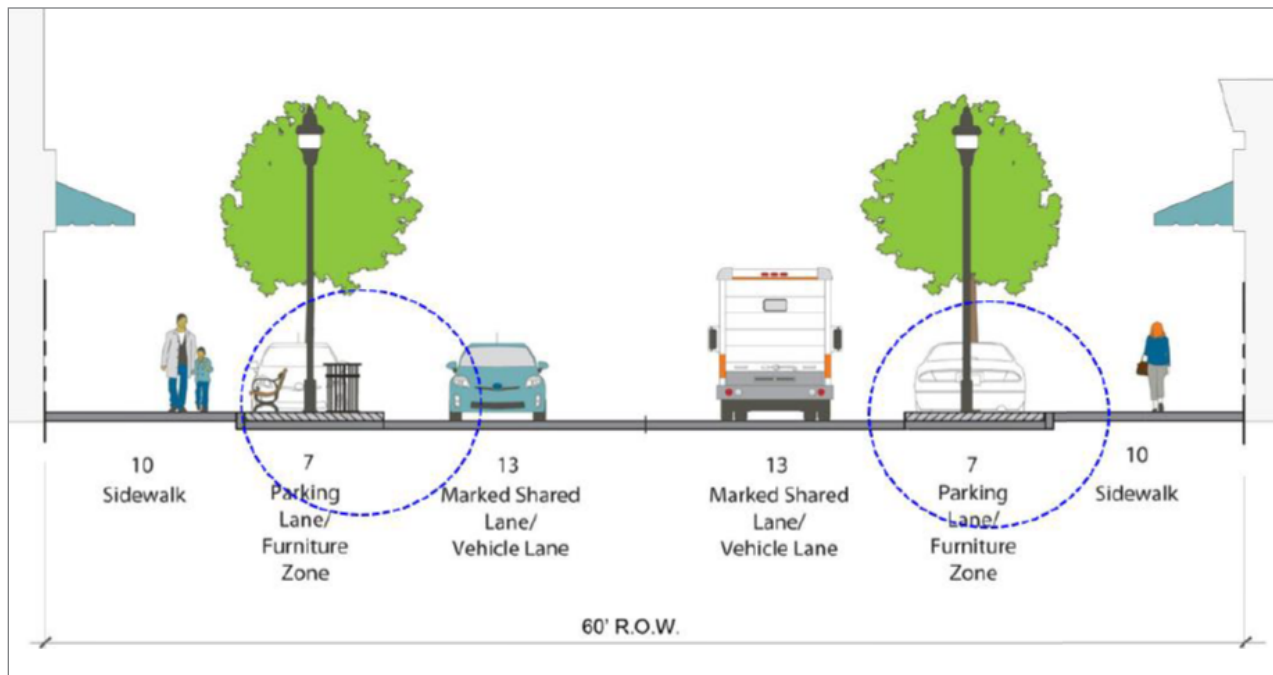 10
Sidewalk
7
Parking
Lane/
Furniture
Zone
13
Marked Shared
Lane/
Vehicle Lane
13
Marked Shared
Lane/
Vehicle Lane
7
Parking
Lane/
Furniture
Zone
10
Sidewalk
60' R.O.W.